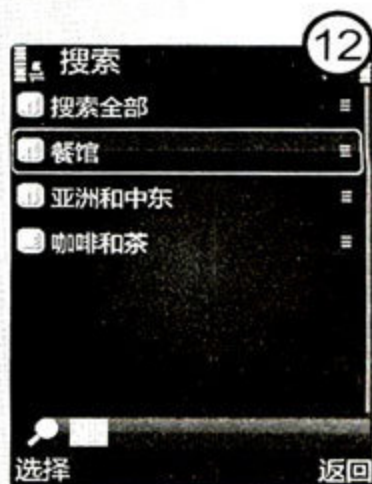 12
搜索
搜索全部
餐馆
亚洲和中东
咖啡和茶
选择 返回